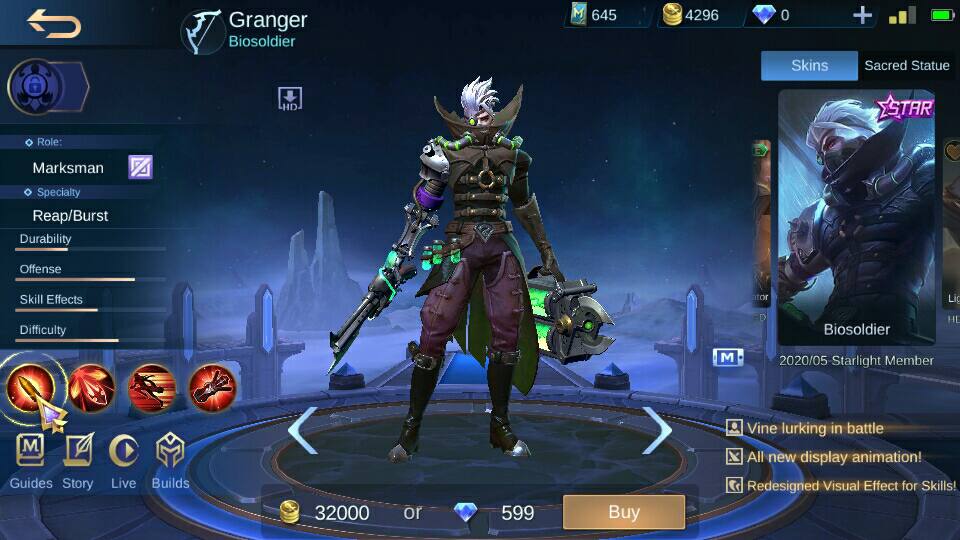 Granger
Biosoldier
645
4296
0
HD
Skins
Sacred Statue
Role:
Marksman
Specialty
Reap/Burst
Durability
Offense
Skill Effects
Difficulty
STAR
Biosoldier
2020/05 Starlight Member
M
Vine lurking in battle
All new display animation!
Redesigned Visual Effect for Skills!
Guides
Story
Live
Builds
32000
or
599
Buy